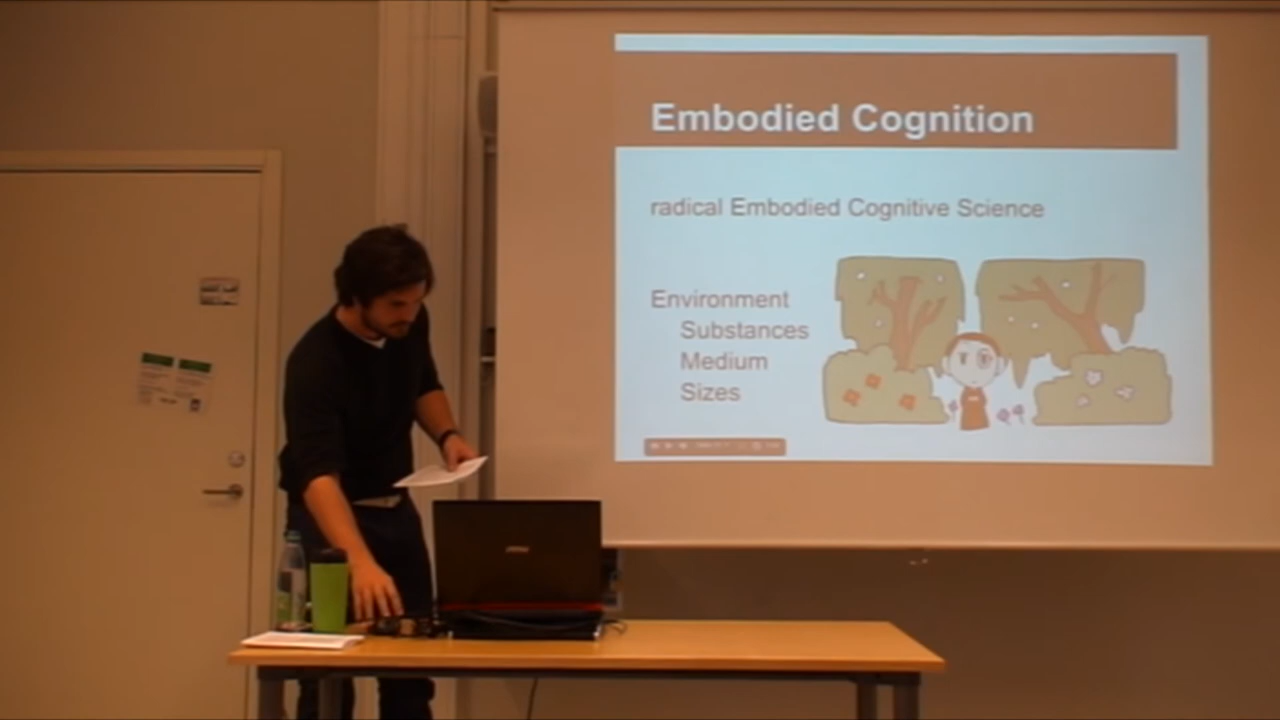 Embodied Cognition
radical Embodied Cognitive Science
Environment
Substances
Medium
Sizes